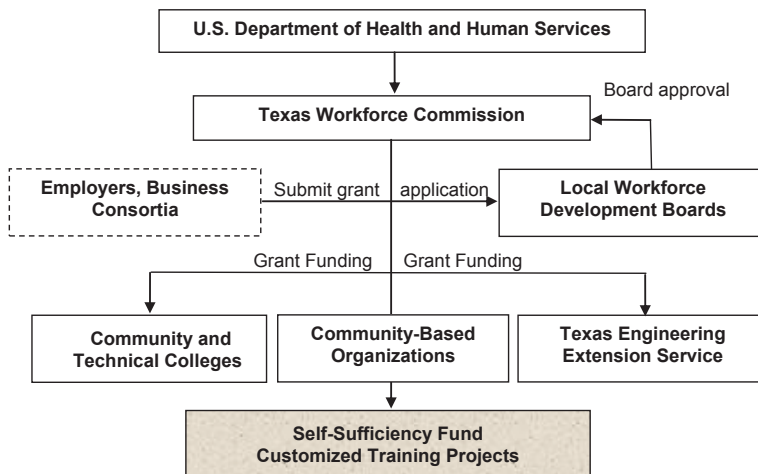 U.S. Department of Health and Human Services
Board approval
Texas Workforce Commission
Employers, Business
Consortia
Submit grant application
Local Workforce
Development Boards
Grant Funding
Grant Funding
Community and
Technical Colleges
Community-Based
Organizations
Texas Engineering
Extension Service
Self-Sufficiency Fund
Customized Training Projects